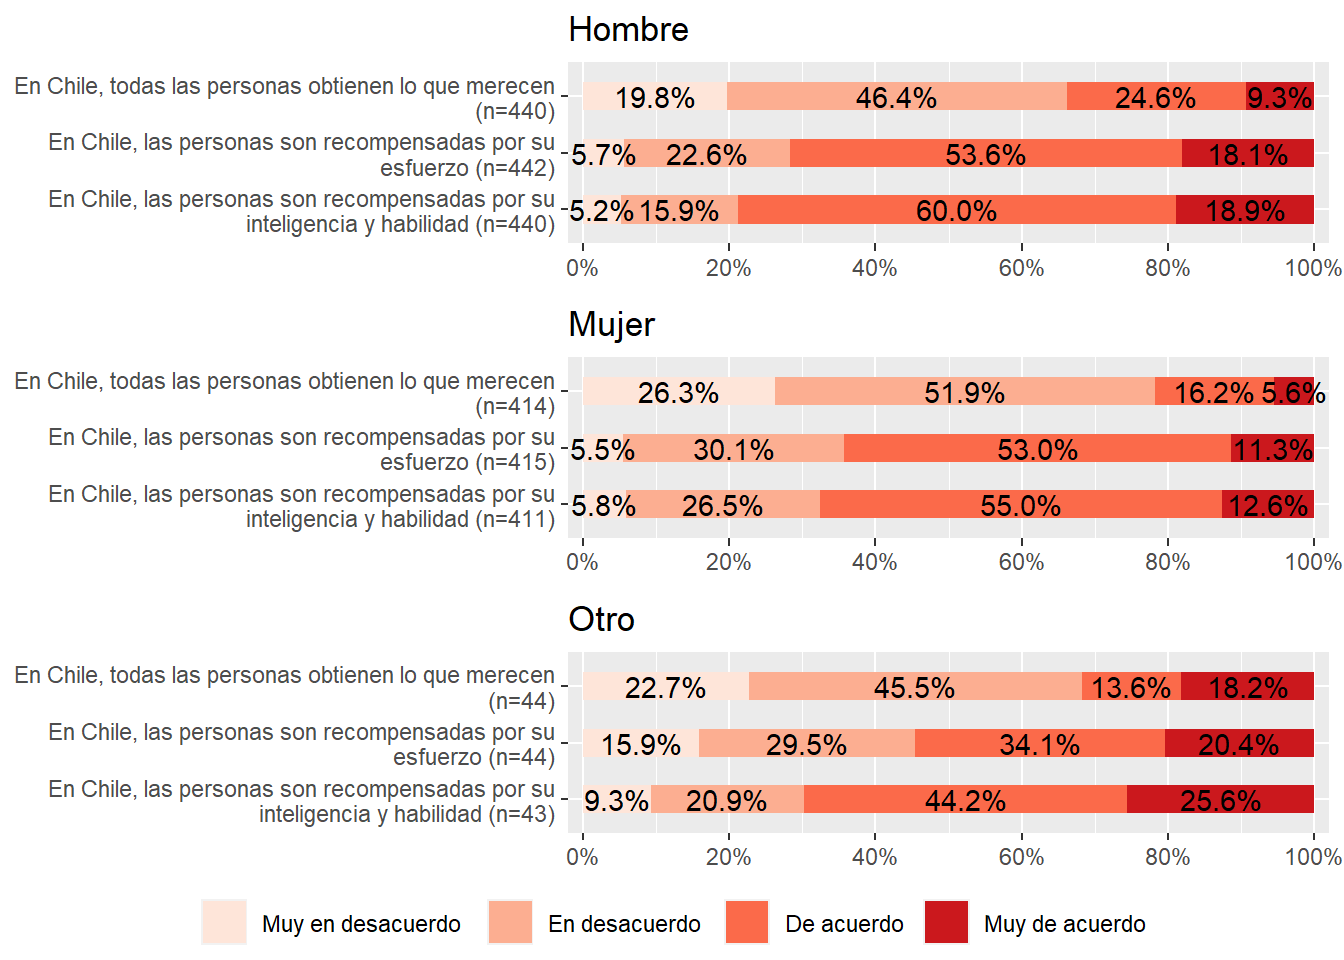 Hombre
En Chile, todas las personas obtienen lo que merecen
(n=440)
19.8% 46.4% 24.6% 9.3%
En Chile, las personas son recompensadas por su
esfuerzo (n=442)
5.7% 22.6% 53.6% 18.1%
En Chile, las personas son recompensadas por su
inteligencia y habilidad (n=440)
5.2% 15.9% 60.0% 18.9%
0% 20% 40% 60% 80% 100%
Mujer
En Chile, todas las personas obtienen lo que merecen
(n=414)
26.3% 51.9% 16.2% 5.6%
En Chile, las personas son recompensadas por su
esfuerzo (n=415)
5.5% 30.1% 53.0% 11.3%
En Chile, las personas son recompensadas por su
inteligencia y habilidad (n=411)
5.8% 26.5% 55.0% 12.6%
0% 20% 40% 60% 80% 100%
Otro
En Chile, todas las personas obtienen lo que merecen
(n=44)
22.7% 45.5% 13.6% 18.2%
En Chile, las personas son recompensadas por su
esfuerzo (n=44)
15.9% 29.5% 34.1% 20.4%
En Chile, las personas son recompensadas por su
inteligencia y habilidad (n=43)
9.3% 20.9% 44.2% 25.6%
0% 20% 40% 60% 80% 100%
Muy en desacuerdo En desacuerdo De acuerdo Muy de acuerdo